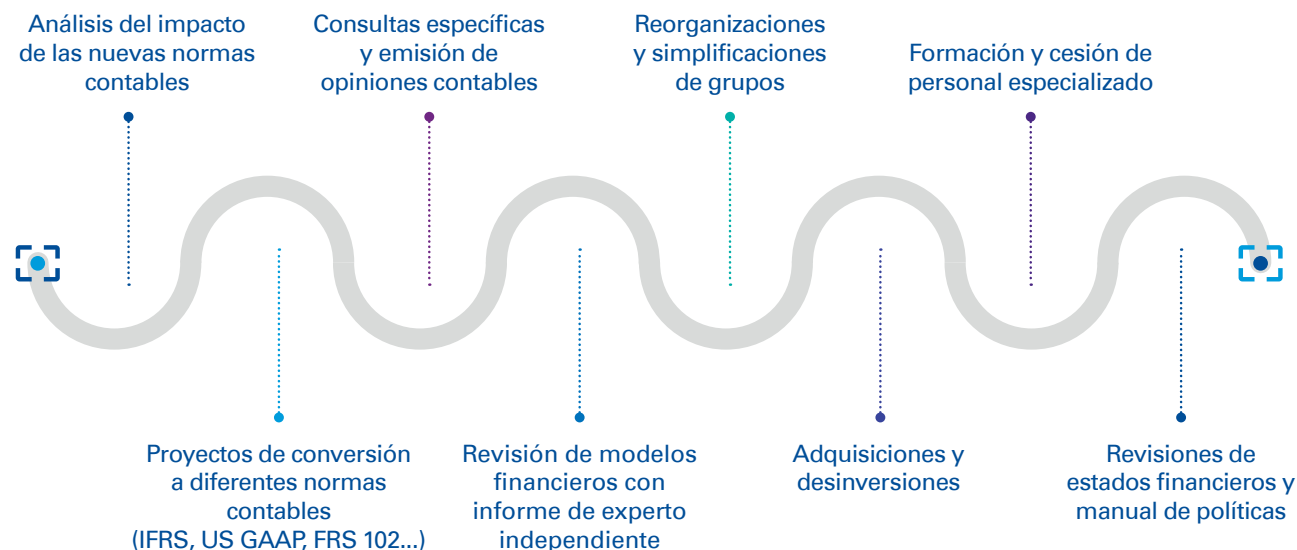 Análisis del impacto
de las nuevas normas
contables
Consultas específicas
y emisión de
opiniones contables
Reorganizaciones
y simplificaciones
de grupos
Formación y cesión de
personal especializado
Proyectos de conversión
a diferentes normas
contables
(IFRS, US GAAP, FRS 102...)
Revisión de modelos
financieros con
informe de experto
independiente
Adquisiciones y
desinversiones
Revisiones de
estados financieros y
manual de políticas